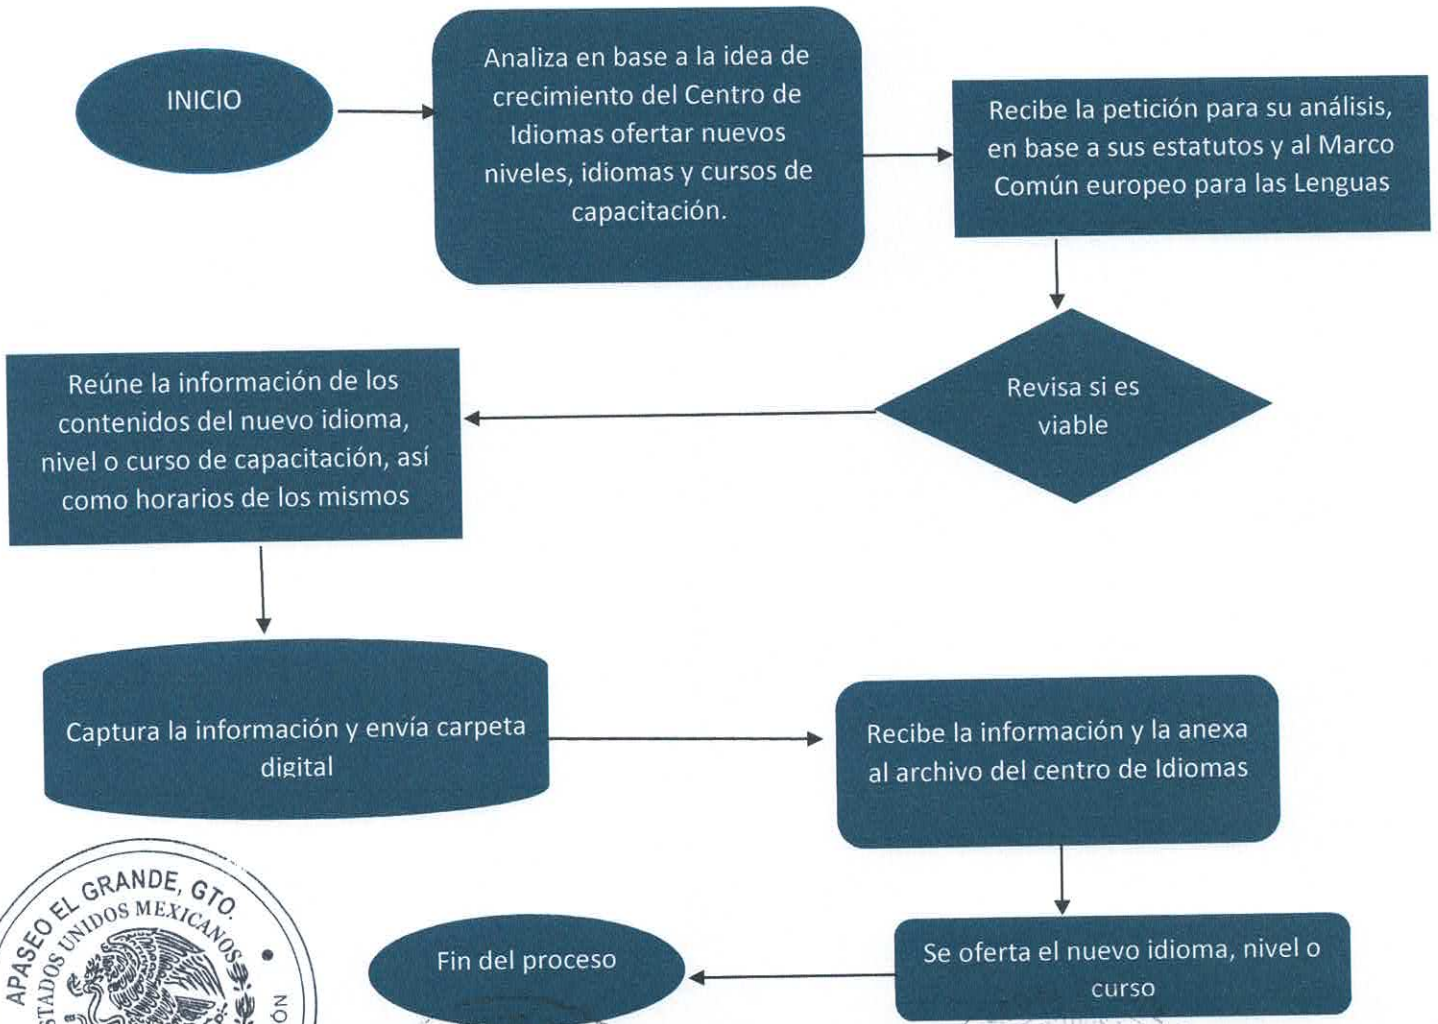 INICIO
Analiza en base a la idea de
crecimiento del Centro de
Idiomas ofertar nuevos
niveles, idiomas y cursos de
capacitación.
Recibe la petición para su análisis,
en base a sus estatutos y al Marco
Común europeo para las Lenguas
Revisa si es
viable
Reúne la información de los
contenidos del nuevo idioma,
nivel o curso de capacitación, así
como horarios de los mismos
Captura la información y envía carpeta
digital
Recibe la información y la anexa
al archivo del centro de Idiomas
Se oferta el nuevo idioma, nivel o
curso
Fin del proceso
APASEO EL GRANDE, GTO.
UNIDOS MEXICANOS